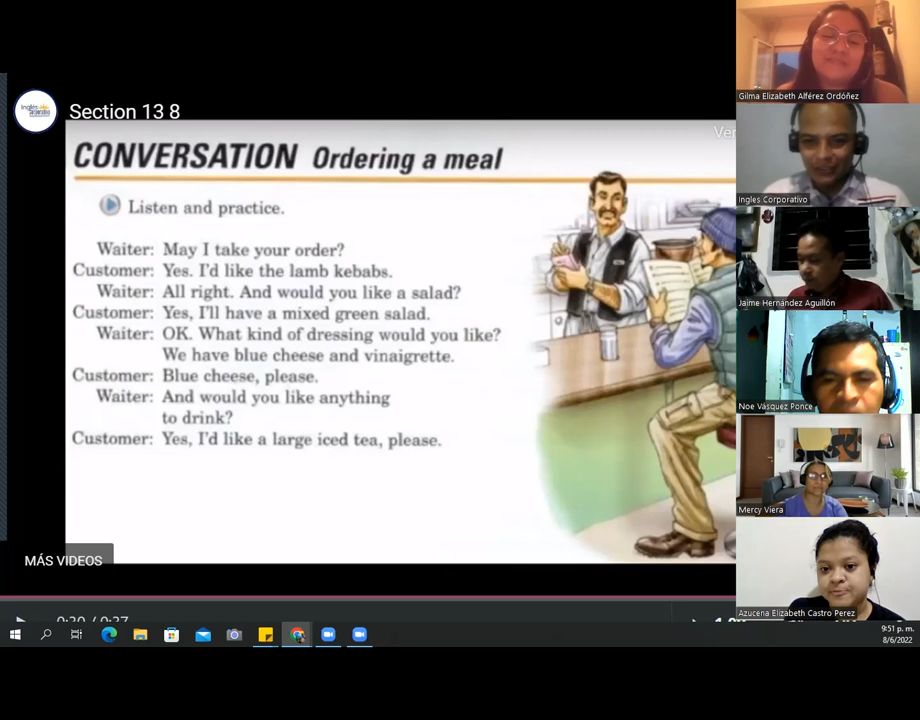 Section 13 8
CONVERSATION Ordering a meal
Listen and practice.
Waiter: May I take your order?
Customer: Yes. I'd like the lamb kebabs.
Waiter: All right. And would you like a salad?
Customer: Yes, I'll have a mixed green salad.
Waiter: OK. What kind of dressing would you like?
We have blue cheese and vinaigrette.
Customer: Blue cheese, please.
Waiter: And would you like anything
to drink?
Customer: Yes, I'd like a large iced tea, please.
MÁS VIDEOS
Gilma Elizabeth Alférez Ordóñez
Ingles Corporativo
Jaime Hernández Aguillón
Noe Vásquez Ponce
Mercy Viera
Azucena Elizabeth Castro Perez
9:51 p. m.
8/6/2022